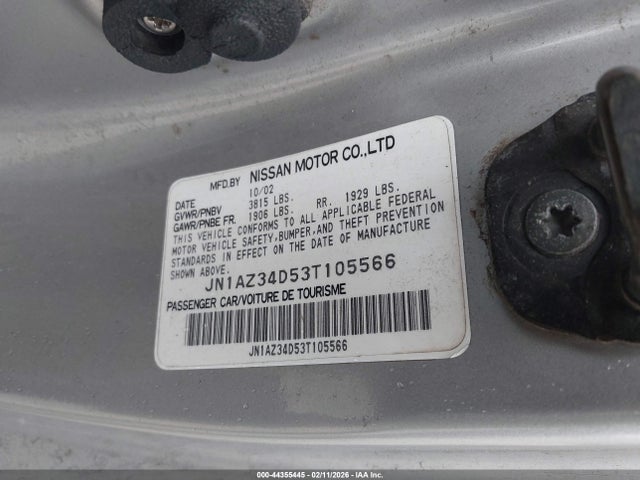 MFD.BY NISSAN MOTOR CO.,LTD
DATE 10/02
GVWR/PNBV 3815 LBS.
GAWR/PNBE FR. 1906 LBS. RR. 1929 LBS.
THIS VEHICLE CONFORMS TO ALL APPLICABLE FEDERAL
MOTOR VEHICLE SAFETY,BUMPER,AND THEFT PREVENTION
STANDARDS IN EFFECT ON THE DATE OF MANUFACTURE
SHOWN ABOVE.
JN1AZ34D53T105566
PASSENGER CAR/VOITURE DE TOURISME
JN1AZ34D53T105566
000-44355445 - 02/11/2026 - COPYRIGHT IAA, LLC